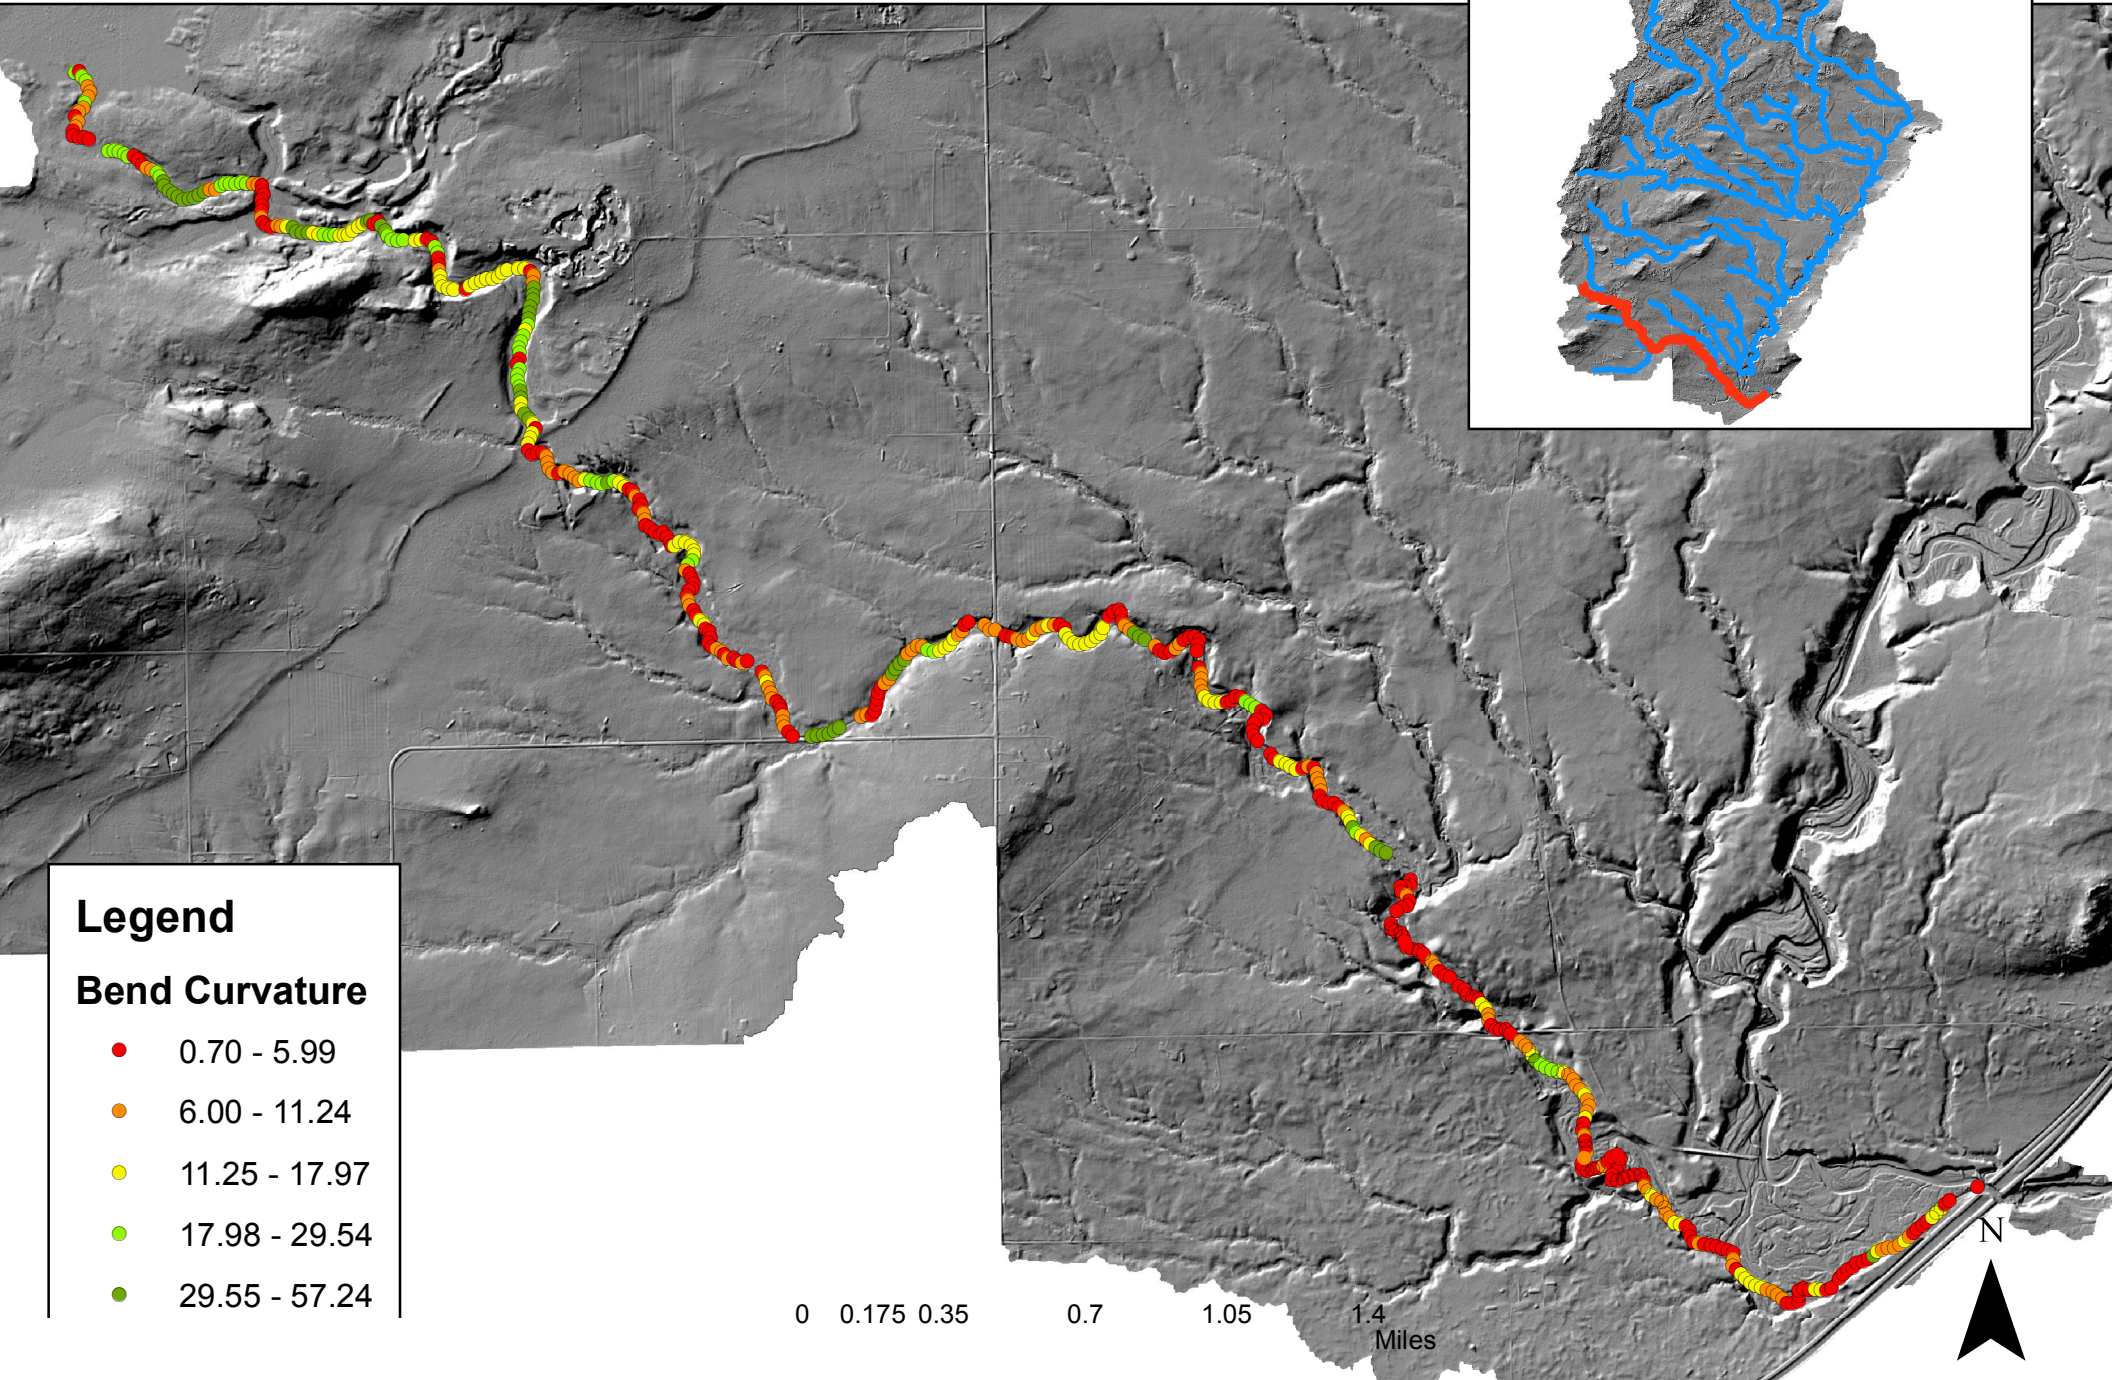 Legend
Bend Curvature
0.70 - 5.99
6.00 - 11.24
11.25 - 17.97
17.98 - 29.54
29.55 - 57.24
0 0.175 0.35 0.7 1.05 1.4
Miles
N